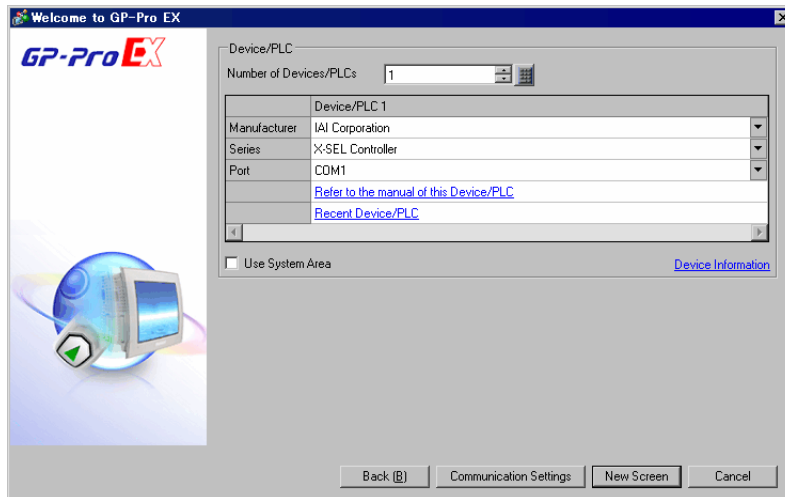 Welcome to GP-Pro EX
GP-Pro EX
Device/PLC
Number of Devices/PLCs 1
Device/PLC 1
Manufacturer IAI Corporation
Series X-SEL Controller
Port COM1
Refer to the manual of this Device/PLC
Recent Device/PLC
Use System Area Device Information
Back (B) Communication Settings New Screen Cancel